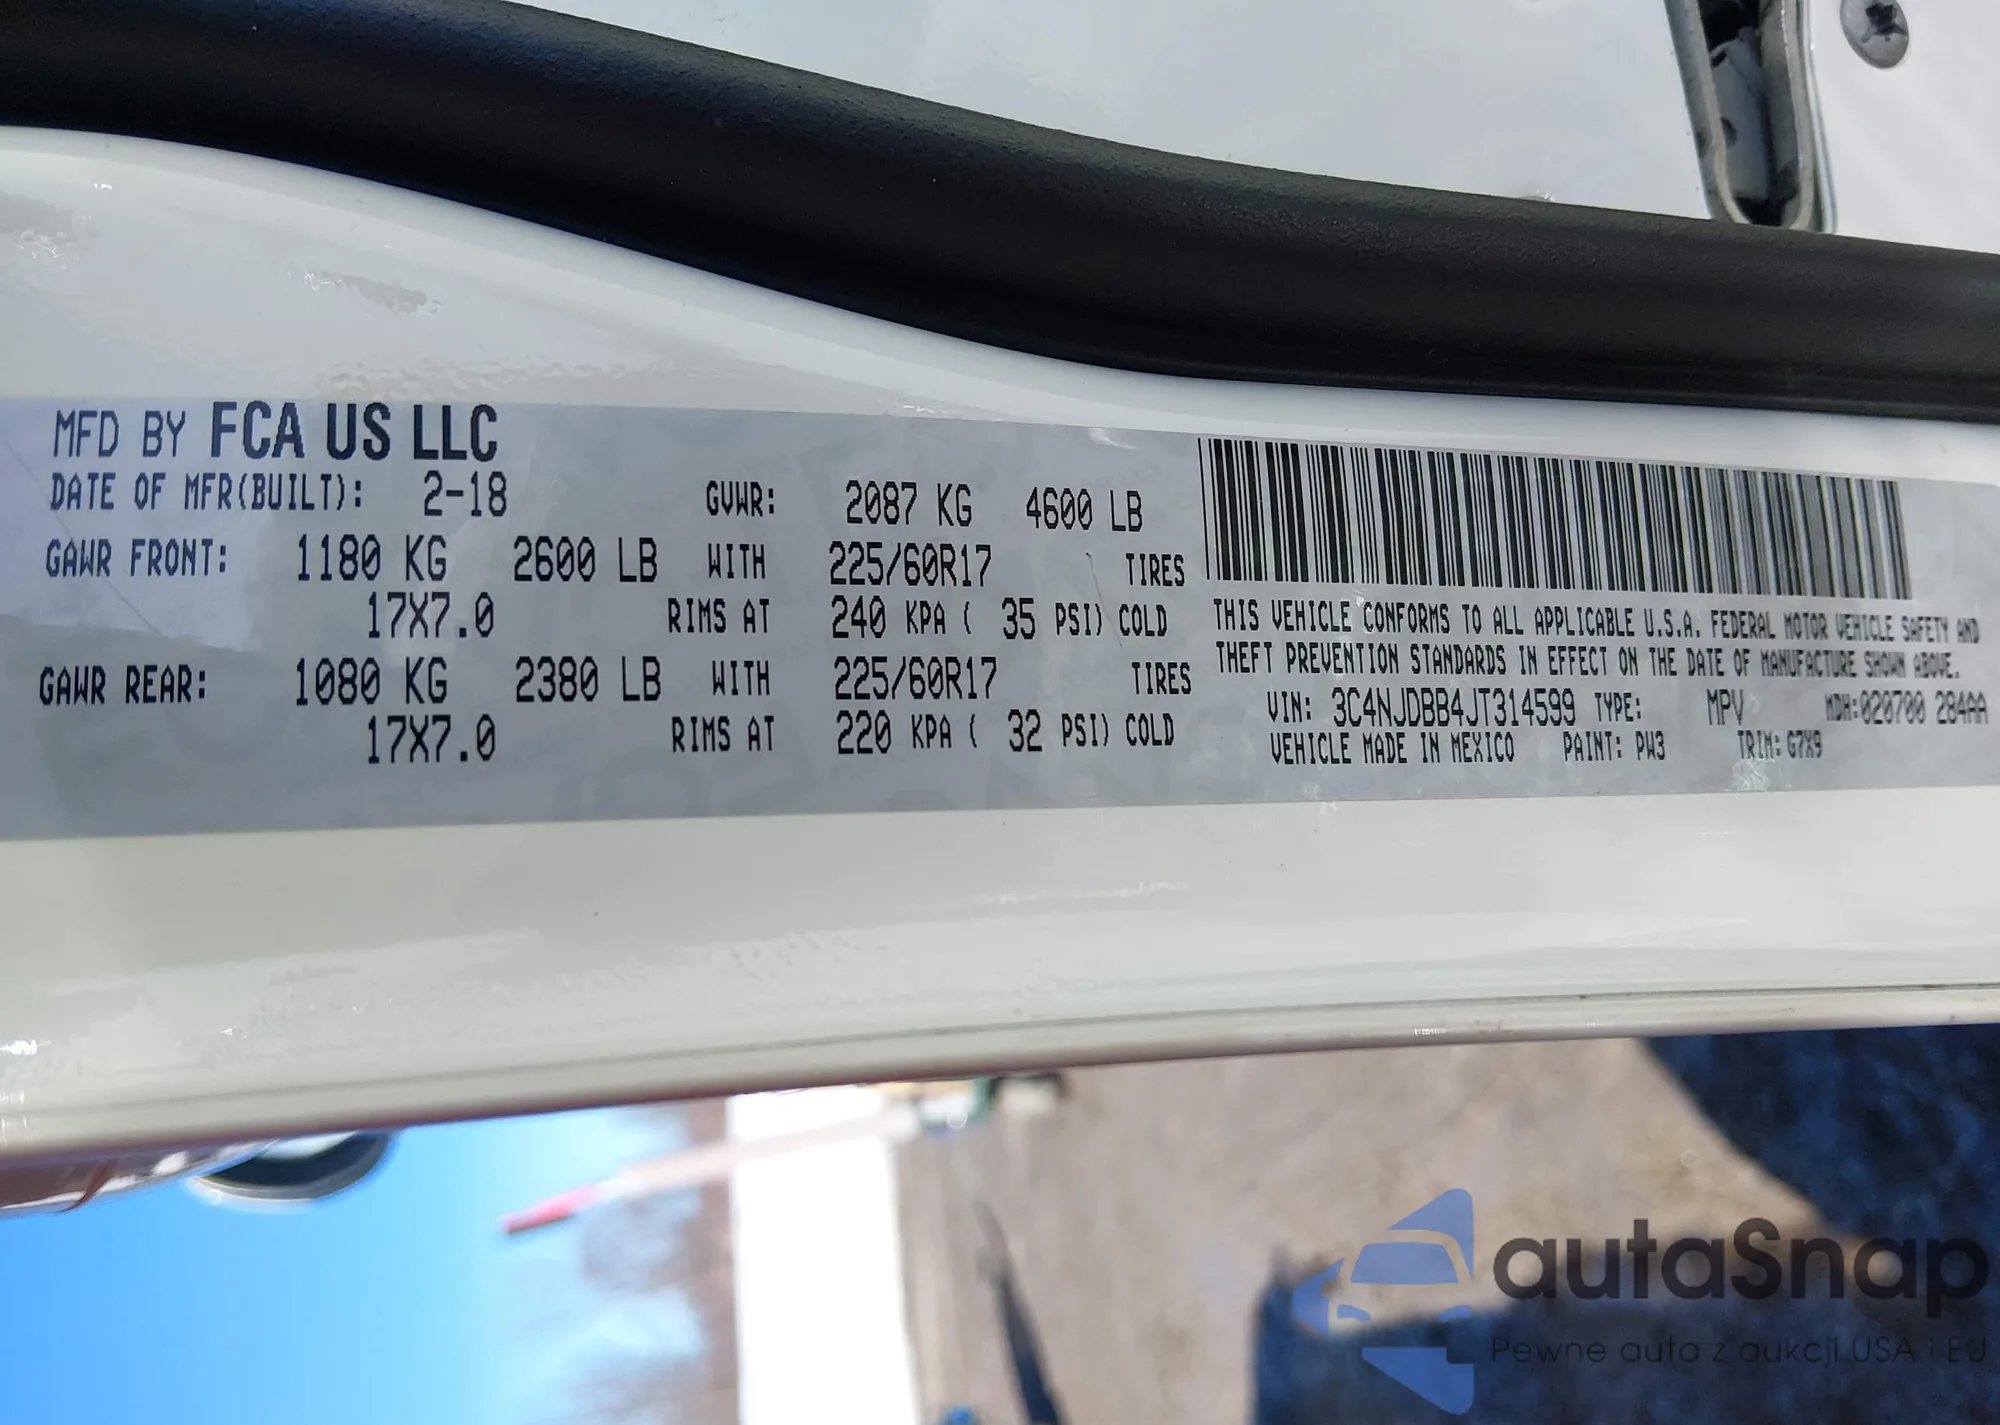 MFD BY FCA US LLC
DATE OF MFR(BUILT): 2-18 GVWR: 2087 KG 4600 LB
GAWR FRONT: 1180 KG 2600 LB WITH 225/60R17 TIRES
17X7.0 RIMS AT 240 KPA ( 35 PSI) COLD
GAWR REAR: 1080 KG 2380 LB WITH 225/60R17 TIRES
17X7.0 RIMS AT 220 KPA ( 32 PSI) COLD
THIS VEHICLE CONFORMS TO ALL APPLICABLE U.S.A. FEDERAL MOTOR VEHICLE SAFETY AND
THEFT PREVENTION STANDARDS IN EFFECT ON THE DATE OF MANUFACTURE SHOWN ABOVE.
VIN: 3C4NJDBB4JT314599 TYPE: MPV MDH:020700 284AA
VEHICLE MADE IN MEXICO PAINT: PW3 TRIM: G7X9
autaSnap
Pewne auta z aukcji USA i EU